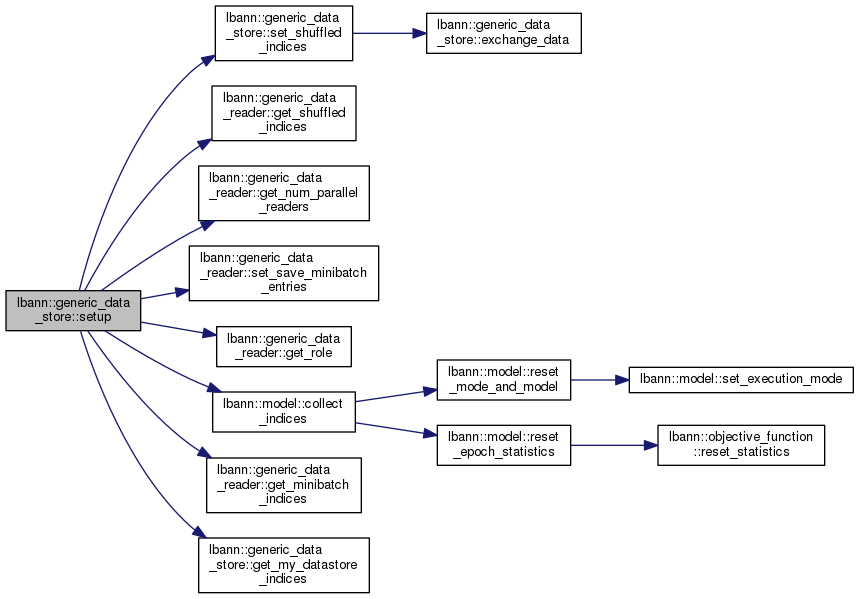 lbann::generic_data
_store::set_shuffled
_indices
lbann::generic_data
_store::exchange_data
lbann::generic_data
_reader::get_shuffled
_indices
lbann::generic_data
_reader::get_num_parallel
_readers
lbann::generic_data
_reader::set_save_minibatch
_entries
lbann::generic_data
_store::setup
lbann::generic_data
_reader::get_role
lbann::model::collect
_indices
lbann::model::reset
_mode_and_model
lbann::model::set_execution_mode
lbann::model::reset
_epoch_statistics
lbann::objective_function
::reset_statistics
lbann::generic_data
_reader::get_minibatch
_indices
lbann::generic_data
_store::get_my_datastore
_indices